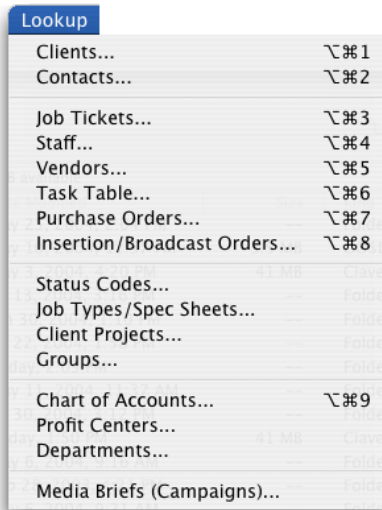 Lookup
Clients... ⌥⌘1
Contacts... ⌥⌘2
Job Tickets... ⌥⌘3
Staff... ⌥⌘4
Vendors... ⌥⌘5
Task Table... ⌥⌘6
Purchase Orders... ⌥⌘7
Insertion/Broadcast Orders... ⌥⌘8
Status Codes...
Job Types/Spec Sheets...
Client Projects...
Groups...
Chart of Accounts... ⌥⌘9
Profit Centers...
Departments...
Media Briefs (Campaigns)...